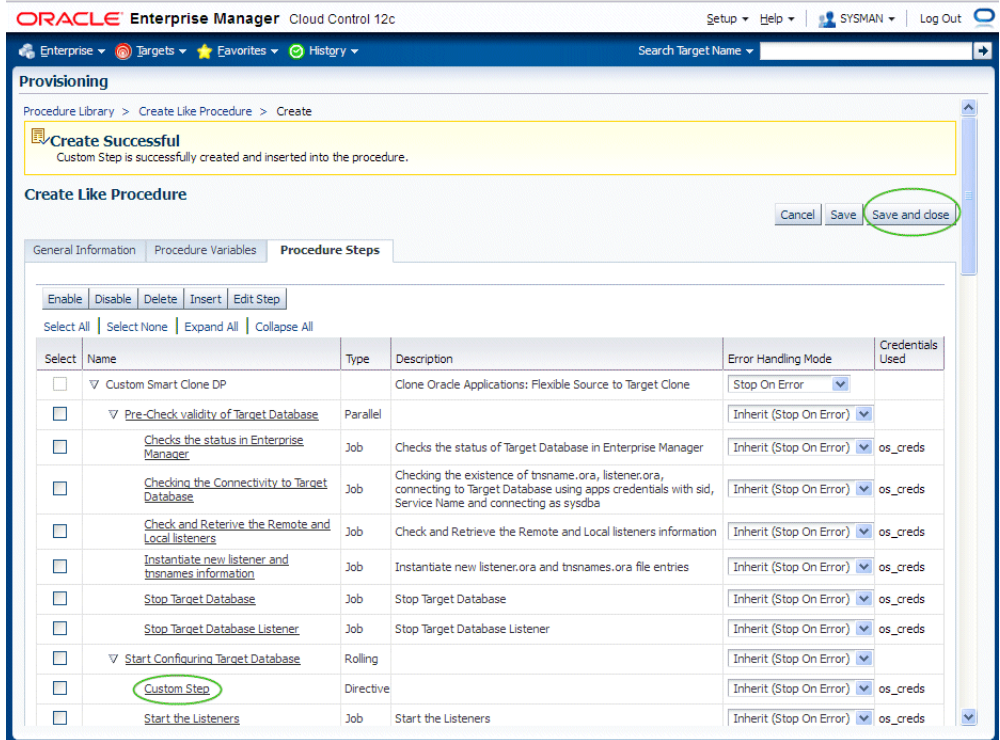 ORACLE Enterprise Manager Cloud Control 12c
Setup Help SYSMAN Log Out
Enterprise Targets Favorites History Search Target Name
Provisioning
Procedure Library > Create Like Procedure > Create
Create Successful
Custom Step is successfully created and inserted into the procedure.
Create Like Procedure
Cancel Save Save and close
General Information Procedure Variables Procedure Steps
Enable Disable Delete Insert Edit Step
Select All Select None Expand All Collapse All
Select Name Type Description Error Handling Mode Credentials
Used
Custom Smart Clone DP Clone Oracle Applications: Flexible Source to Target Clone Stop On Error
Pre-Check validity of Target Database Parallel Inherit (Stop On Error)
Checks the status in Enterprise
Manager Job Checks the status of Target Database in Enterprise Manager Inherit (Stop On Error) os_creds
Checking the Connectivity to Target
Database Job Checking the existence of tnsname.ora, listener.ora,
connecting to Target Database using apps credentials with sid,
Service Name and connecting as sysdba Inherit (Stop On Error) os_creds
Check and Reterive the Remote and
Local listeners Job Check and Retrieve the Remote and Local listeners information Inherit (Stop On Error) os_creds
Instantiate new listener and
tnsnames information Job Instantiate new listener.ora and tnsnames.ora file entries Inherit (Stop On Error) os_creds
Stop Target Database Job Stop Target Database Inherit (Stop On Error) os_creds
Stop Target Database Listener Job Stop Target Database Listener Inherit (Stop On Error) os_creds
Start Configuring Target Database Rolling Inherit (Stop On Error)
Custom Step Directive Inherit (Stop On Error) os_creds
Start the Listeners Job Start the Listeners Inherit (Stop On Error) os_creds